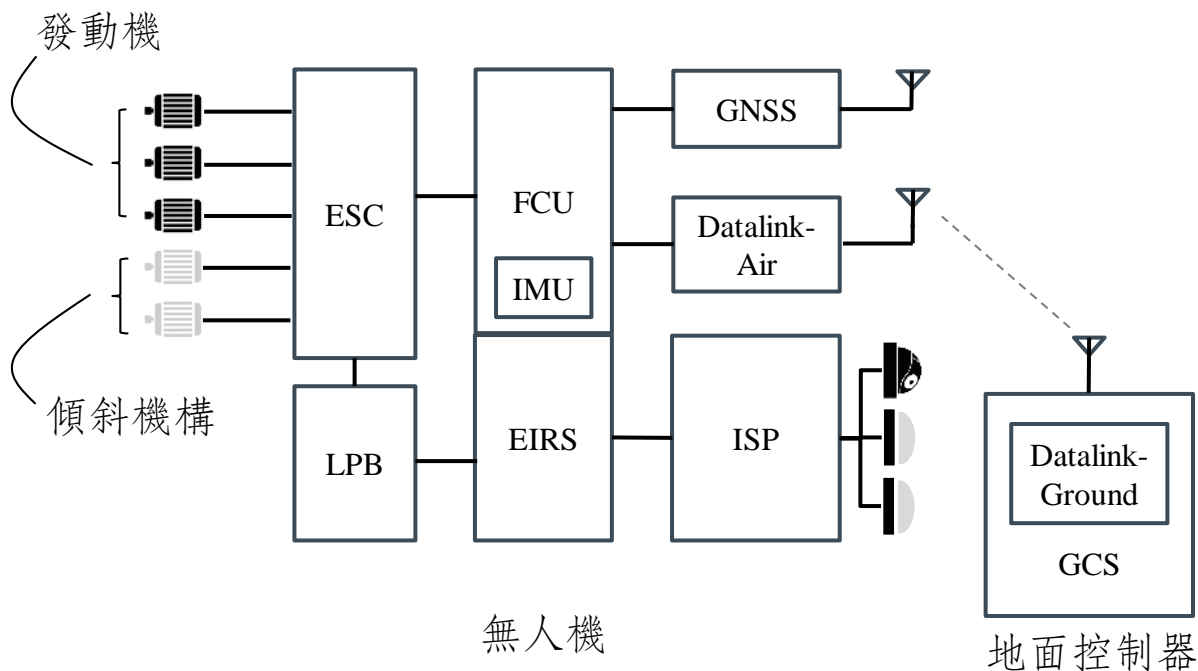 發動機
ESC
FCU
IMU
GNSS
Datalink-
Air
傾斜機構
LPB
EIRS
ISP
Datalink-
Ground
GCS
無人機
地面控制器